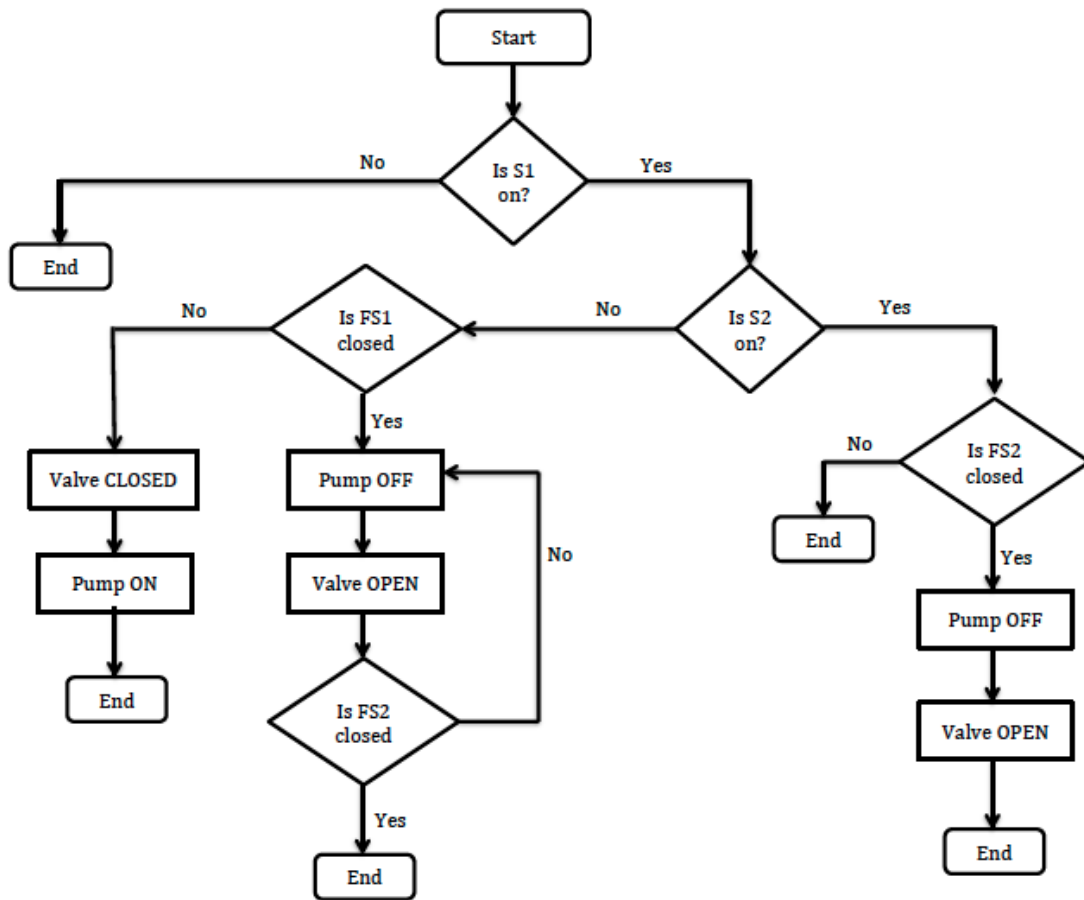 Start
Is S1
on?
No
Yes
End
Is FS1
closed
No
No
Is S2
on?
Yes
Yes
Is FS2
closed
No
Valve CLOSED
Pump OFF
End
Yes
No
Pump ON
Valve OPEN
Pump OFF
End
Is FS2
closed
Valve OPEN
Yes
End
End